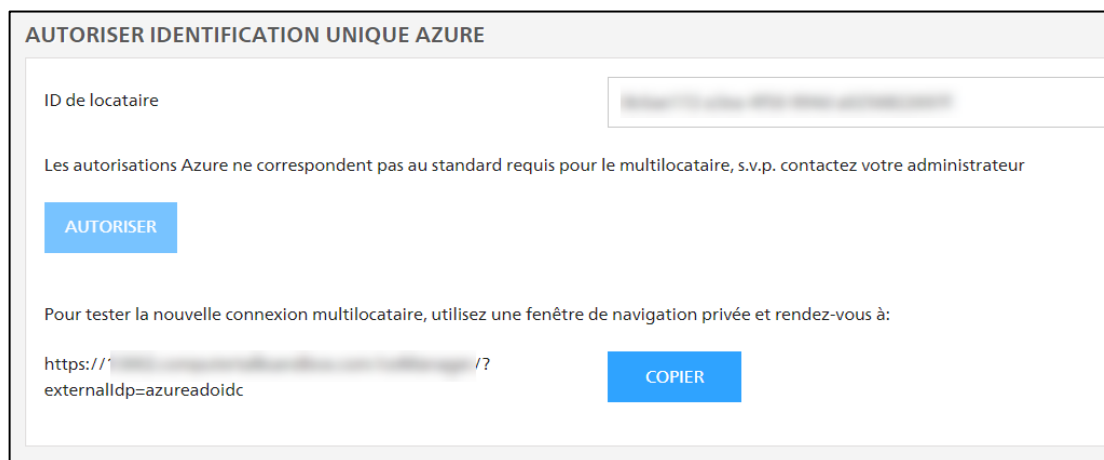 AUTORISER IDENTIFICATION UNIQUE AZURE
ID de locataire
Les autorisations Azure ne correspondent pas au standard requis pour le multilocataire, s.v.p. contactez votre administrateur
AUTORISER
Pour tester la nouvelle connexion multilocataire, utilisez une fenêtre de navigation privée et rendez-vous à:
https:// /?
externalIdp=azureadoidc
COPIER